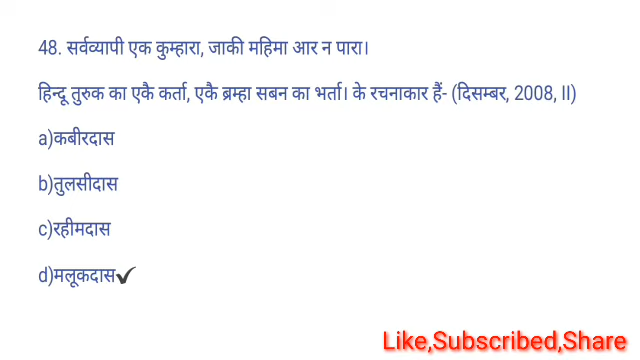 48. सर्वव्यापी एक कुम्हारा, जाकी महिमा आर न पारा।
हिन्दू तुरुक का एकै कर्ता, एकै ब्रम्हा सबन का भर्ता। के रचनाकार हैं- (दिसम्बर, 2008, II)
a)कबीरदास
b)तुलसीदास
c)रहीमदास
d)मलूकदास✔
Like,Subscribed,Share